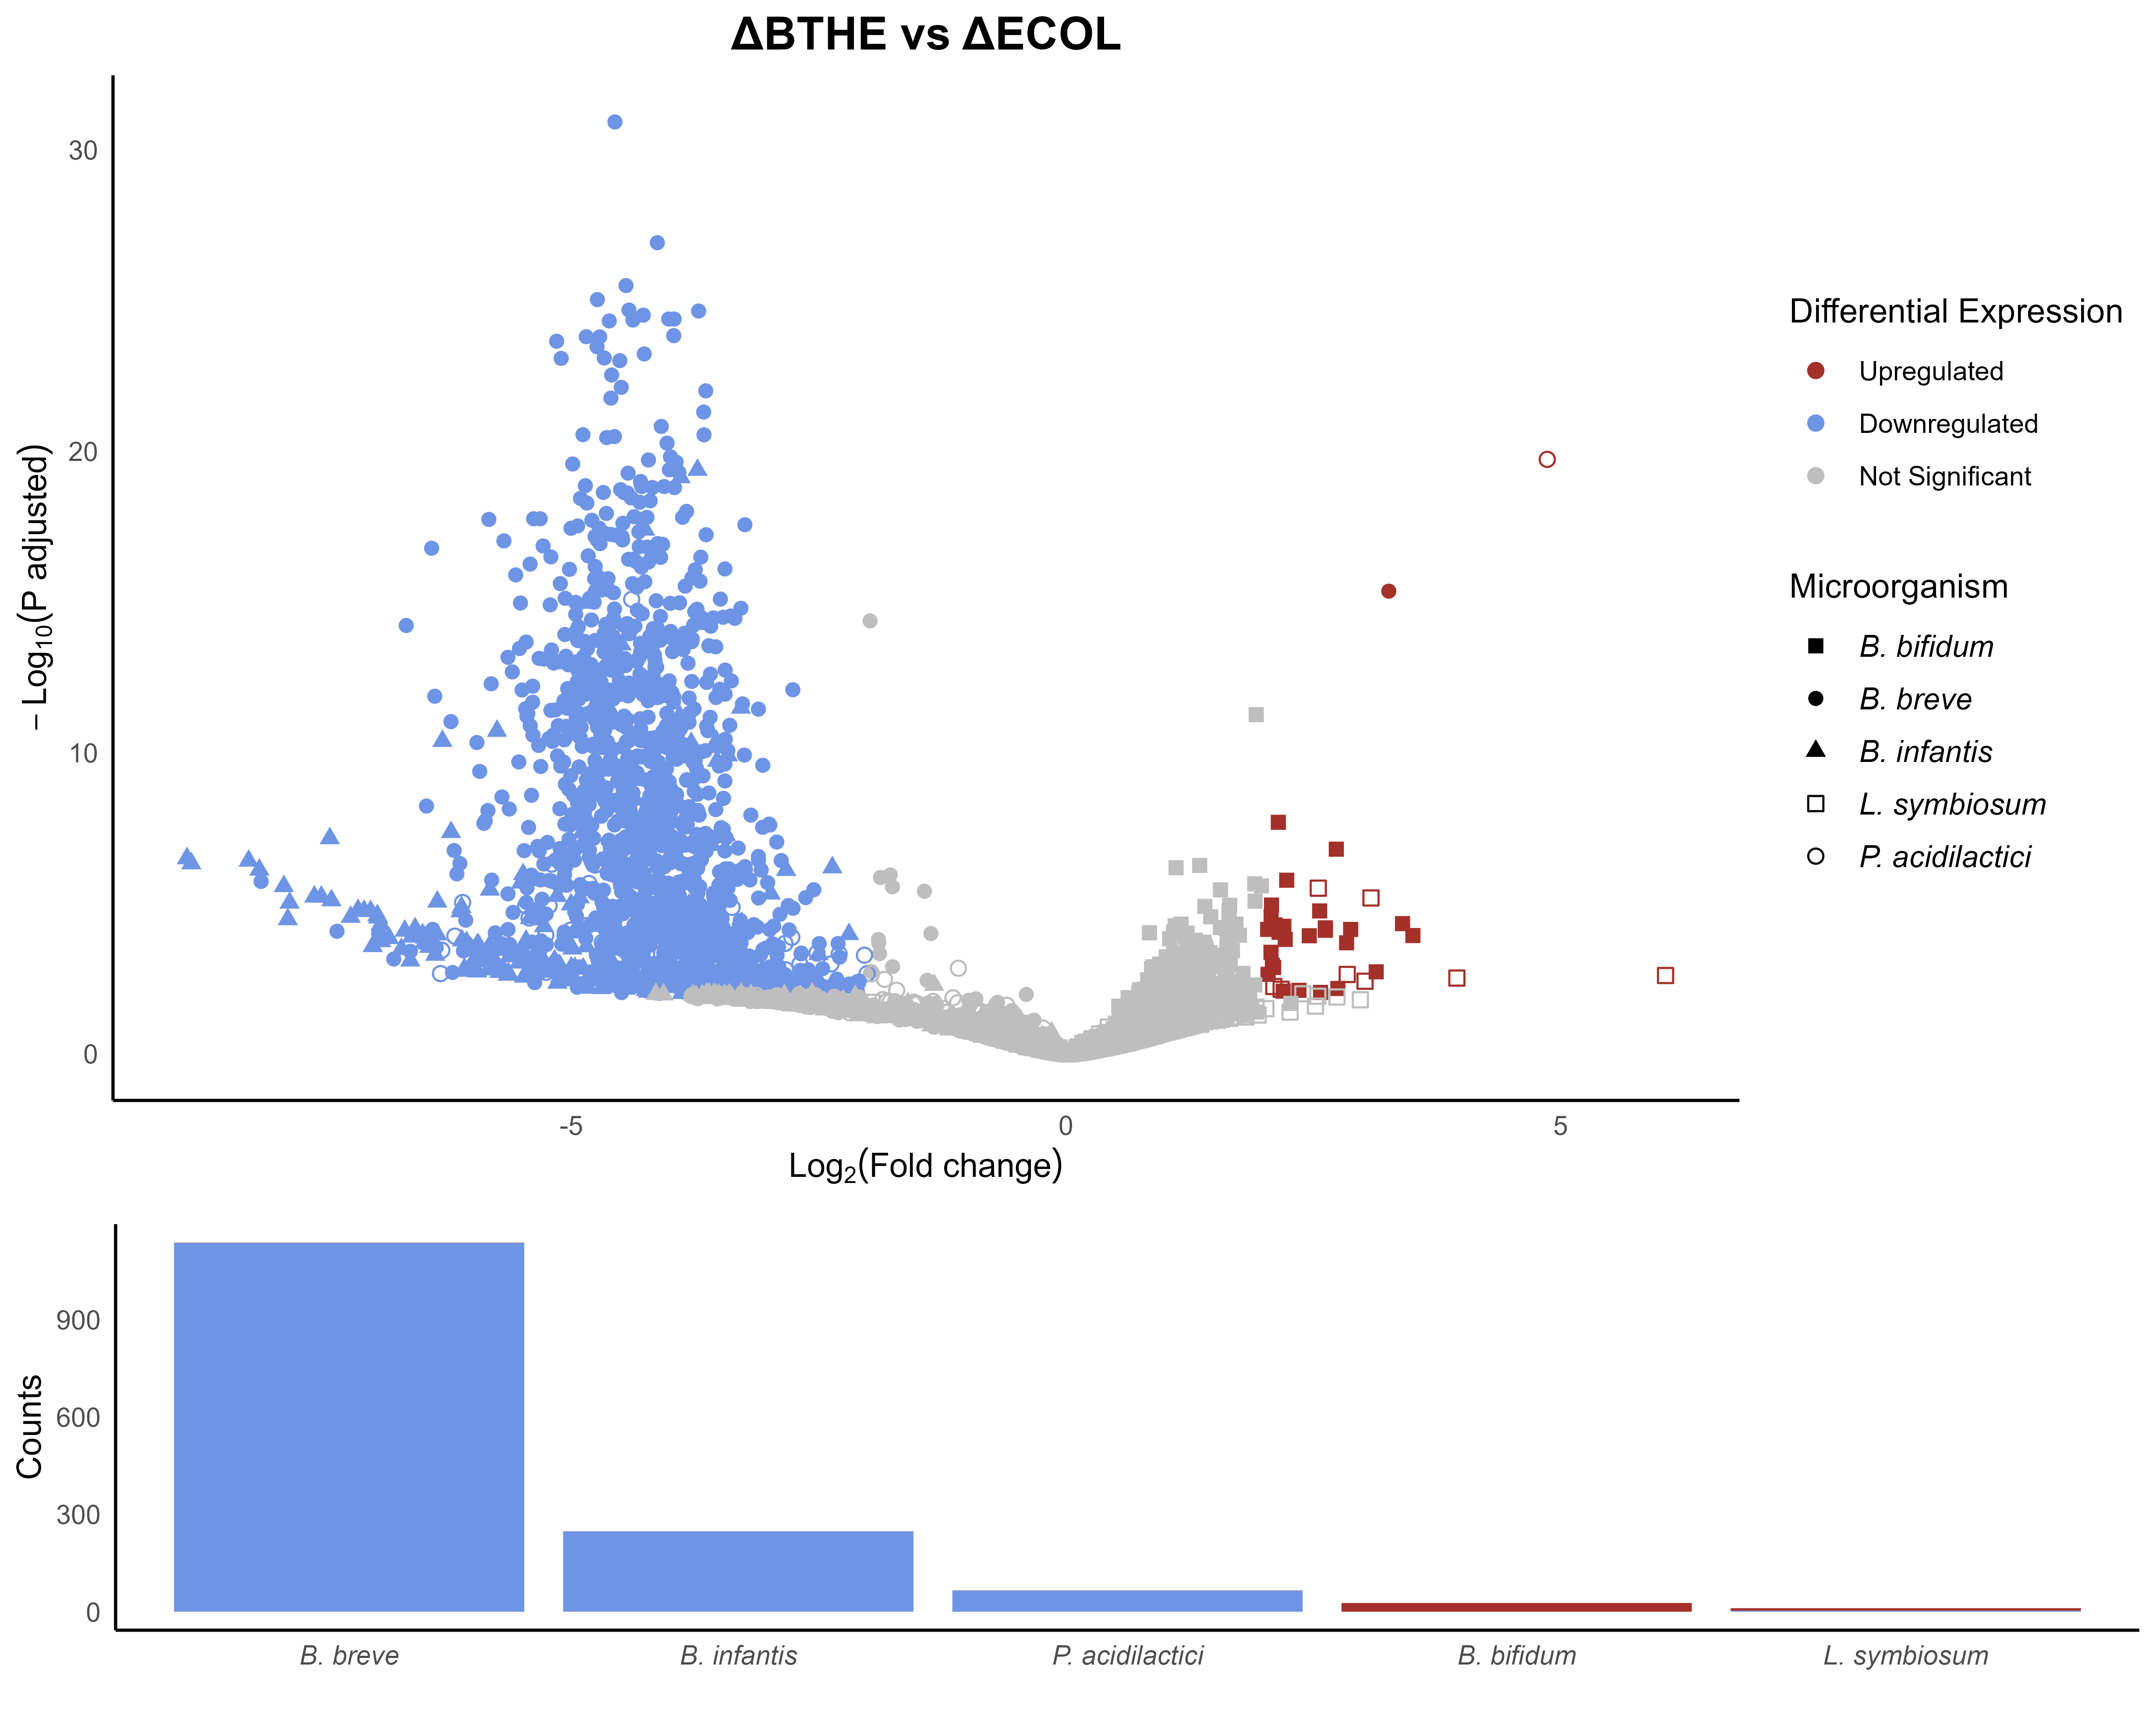 ΔBTHE vs ΔECOL
30
20
10
0
− Log10(P adjusted)
-5
0
5
Log2(Fold change)
Differential Expression
Upregulated
Downregulated
Not Significant
Microorganism
B. bifidum
B. breve
B. infantis
L. symbiosum
P. acidilactici
900
600
300
0
Counts
B. breve
B. infantis
P. acidilactici
B. bifidum
L. symbiosum